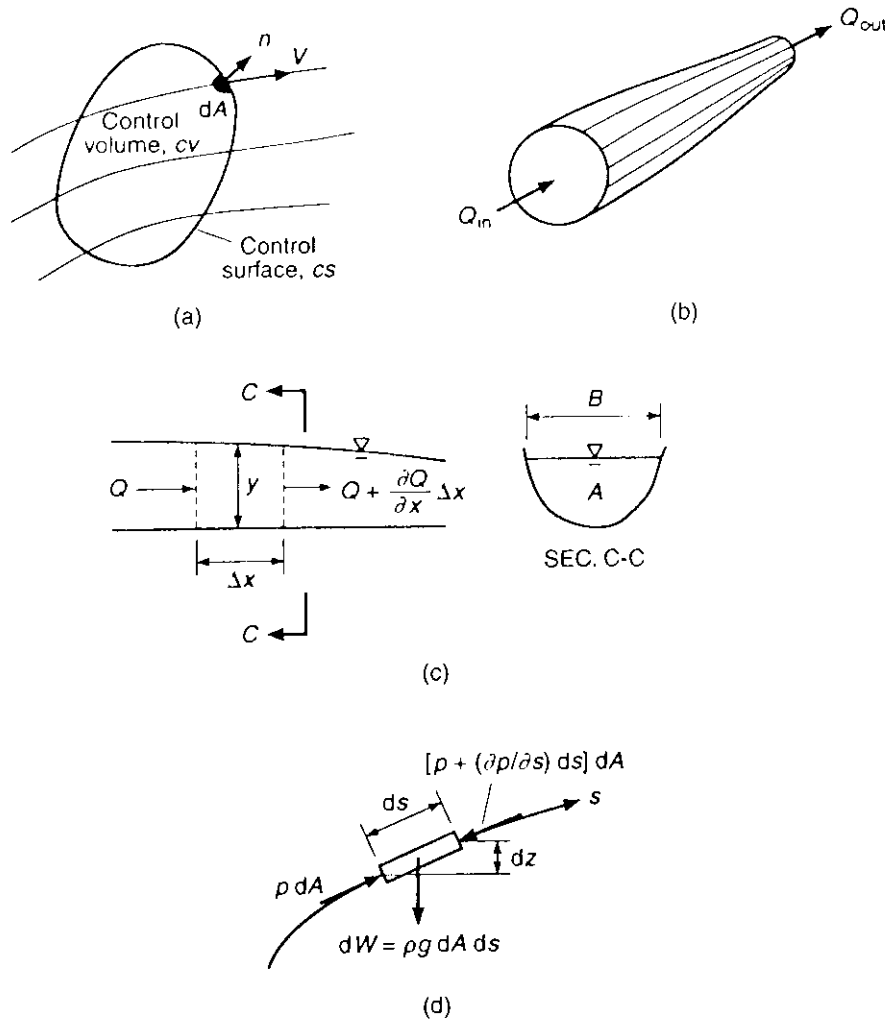 n
V
dA
Control
volume, cv
Control
surface, cs
(a)
Q_out
Q_in
(b)
C
Q
y
Q + ∂Q/∂x Δx
Δx
C
B
A
SEC. C-C
(c)
[p + (∂p/∂s) ds] dA
ds
s
dz
p dA
dW = ρg dA ds
(d)